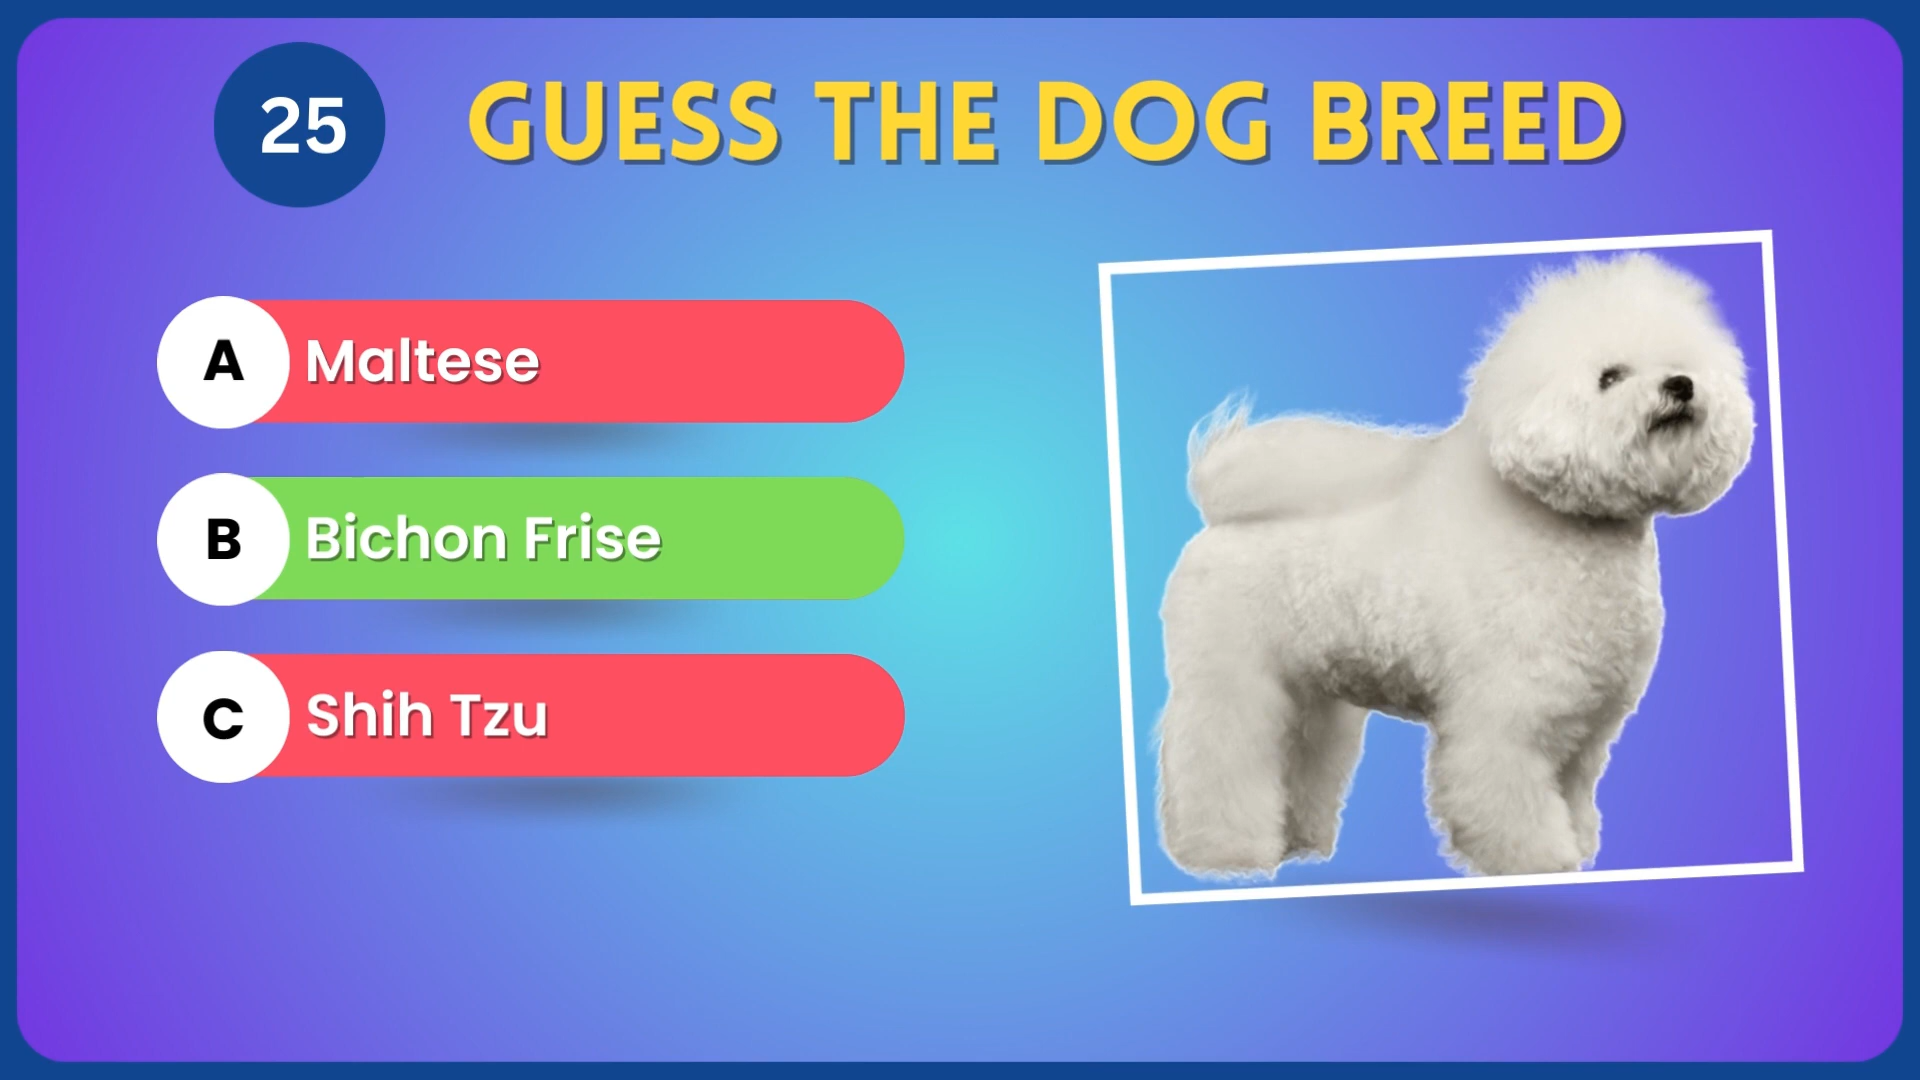 25
GUESS THE DOG BREED
A Maltese
B Bichon Frise
C Shih Tzu